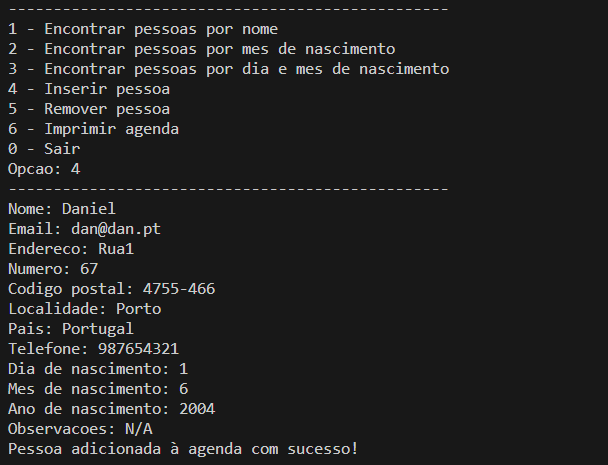 -------------------------------------------------
1 - Encontrar pessoas por nome
2 - Encontrar pessoas por mes de nascimento
3 - Encontrar pessoas por dia e mes de nascimento
4 - Inserir pessoa
5 - Remover pessoa
6 - Imprimir agenda
0 - Sair
Opcao: 4
-------------------------------------------------
Nome: Daniel
Email: dan@dan.pt
Endereco: Rua1
Numero: 67
Codigo postal: 4755-466
Localidade: Porto
Pais: Portugal
Telefone: 987654321
Dia de nascimento: 1
Mes de nascimento: 6
Ano de nascimento: 2004
Observacoes: N/A
Pessoa adicionada à agenda com sucesso!